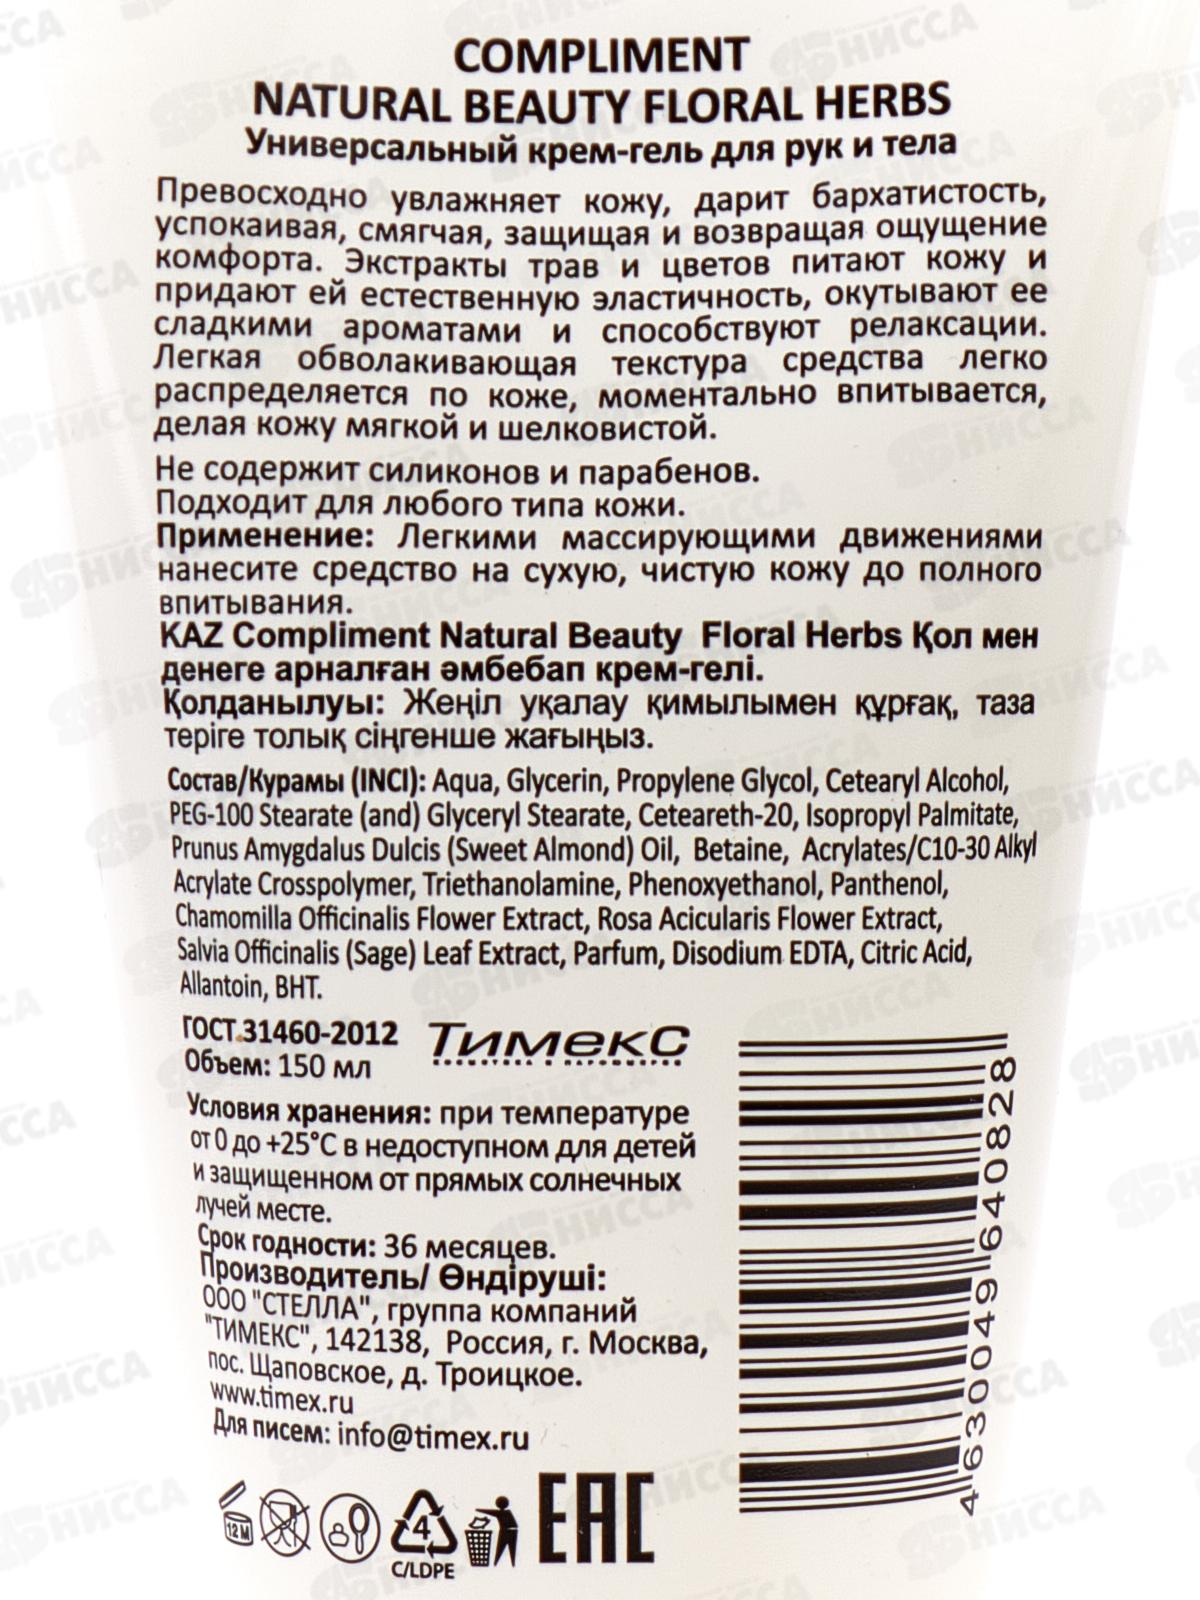 COMPLIMENT
NATURAL BEAUTY FLORAL HERBS
Универсальный крем-гель для рук и тела
Превосходно увлажняет кожу, дарит бархатистость,
успокаивая, смягчая, защищая и возвращая ощущение
комфорта. Экстракты трав и цветов питают кожу и
придают ей естественную эластичность, окутывают ее
сладкими ароматами и способствуют релаксации.
Легкая обволакивающая текстура средства легко
распределяется по коже, моментально впитывается,
делая кожу мягкой и шелковистой.
Не содержит силиконов и парабенов.
Подходит для любого типа кожи.
Применение: Легкими массирующими движениями
нанесите средство на сухую, чистую кожу до полного
впитывания.
KAZ Compliment Natural Beauty Floral Herbs Қол мен
денеге арналған әмбебап крем-гелі.
Қолданылуы: Жеңіл уқалау қимылымен құрғақ, таза
теріге толық сіңгенше жағыңыз.
Состав/Курамы (INCI): Aqua, Glycerin, Propylene Glycol, Cetearyl Alcohol,
PEG-100 Stearate (and) Glyceryl Stearate, Ceteareth-20, Isopropyl Palmitate,
Prunus Amygdalus Dulcis (Sweet Almond) Oil, Betaine, Acrylates/C10-30 Alkyl
Acrylate Crosspolymer, Triethanolamine, Phenoxyethanol, Panthenol,
Chamomilla Officinalis Flower Extract, Rosa Acicularis Flower Extract,
Salvia Officinalis (Sage) Leaf Extract, Parfum, Disodium EDTA, Citric Acid,
Allantoin, BHT.
ГОСТ 31460-2012
Объем: 150 мл
Тимекс
Условия хранения: при температуре
от 0 до +25°С в недоступном для детей
и защищенном от прямых солнечных
лучей месте.
Срок годности: 36 месяцев.
Производитель/ Өндіруші:
ООО "СТЕЛЛА", группа компаний
"ТИМЕКС", 142138, Россия, г. Москва,
пос. Щаповское, д. Троицкое.
www.timex.ru
Для писем: info@timex.ru
4630049640828
12 M
4
C/LDPE
EAC
НИССА